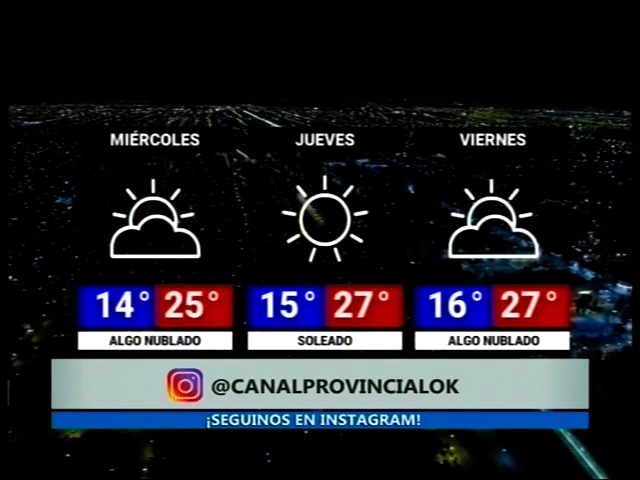 MIÉRCOLES JUEVES VIERNES
14° 25° 15° 27° 16° 27°
ALGO NUBLADO SOLEADO ALGO NUBLADO
@CANALPROVINCIALOK
¡SEGUINOS EN INSTAGRAM!